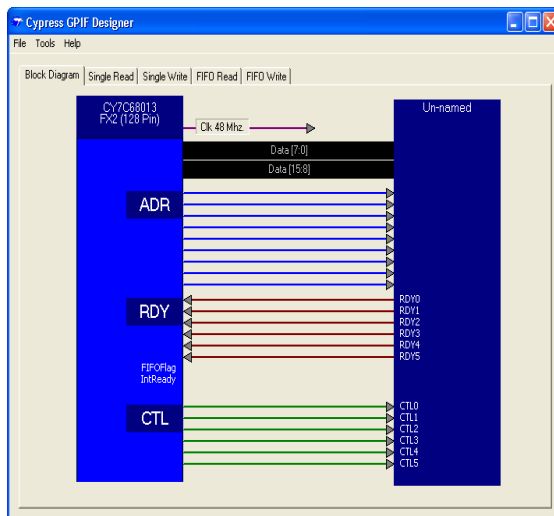 Cypress GPIF Designer
File Tools Help
Block Diagram Single Read Single Write FIFO Read FIFO Write
CY7C68013
FX2 (128 Pin)
Un-named
Clk 48 Mhz.
Data [7:0]
Data [15:8]
ADR
RDY
RDY0
RDY1
RDY2
RDY3
RDY4
RDY5
FIFOFlag
IntReady
CTL
CTL0
CTL1
CTL2
CTL3
CTL4
CTL5